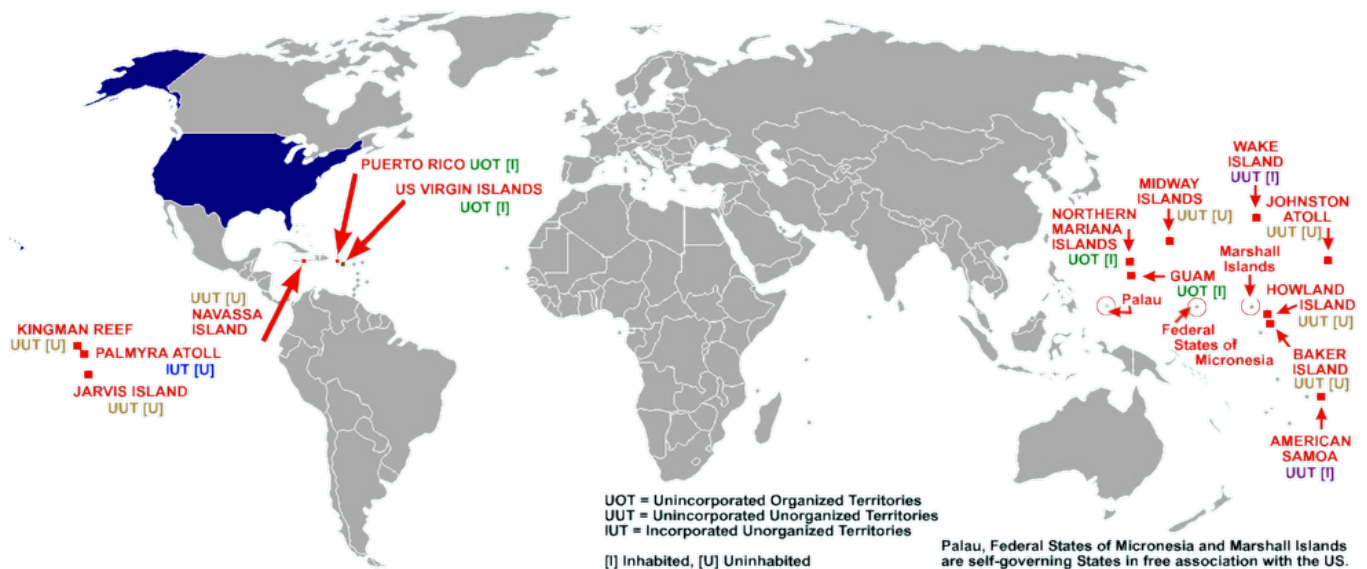 PUERTO RICO UOT [I]
US VIRGIN ISLANDS
UOT [I]
UUT [U]
NAVASSA
ISLAND
KINGMAN REEF
UUT [U]
PALMYRA ATOLL
IUT [U]
JARVIS ISLAND
UUT [U]
WAKE
ISLAND
UUT [I]
MIDWAY
ISLANDS
UUT [U]
JOHNSTON
ATOLL
UUT [U]
NORTHERN
MARIANA
ISLANDS
UOT [I]
GUAM
UOT [I]
Marshall
Islands
Palau
Federal
States of
Micronesia
HOWLAND
ISLAND
UUT [U]
BAKER
ISLAND
UUT [U]
AMERICAN
SAMOA
UUT [I]
UOT = Unincorporated Organized Territories
UUT = Unincorporated Unorganized Territories
IUT = Incorporated Unorganized Territories
[I] Inhabited, [U] Uninhabited
Palau, Federal States of Micronesia and Marshall Islands
are self-governing States in free association with the US.